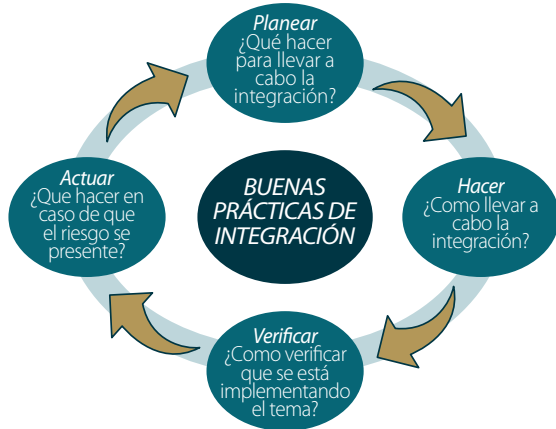 Planear
¿Qué hacer
para llevar a
cabo la
integración?
Actuar
¿Que hacer en
caso de que
el riesgo se
presente?
BUENAS
PRÁCTICAS DE
INTEGRACIÓN
Hacer
¿Como llevar a
cabo la
integración?
Verificar
¿Como verificar
que se está
implementando
el tema?